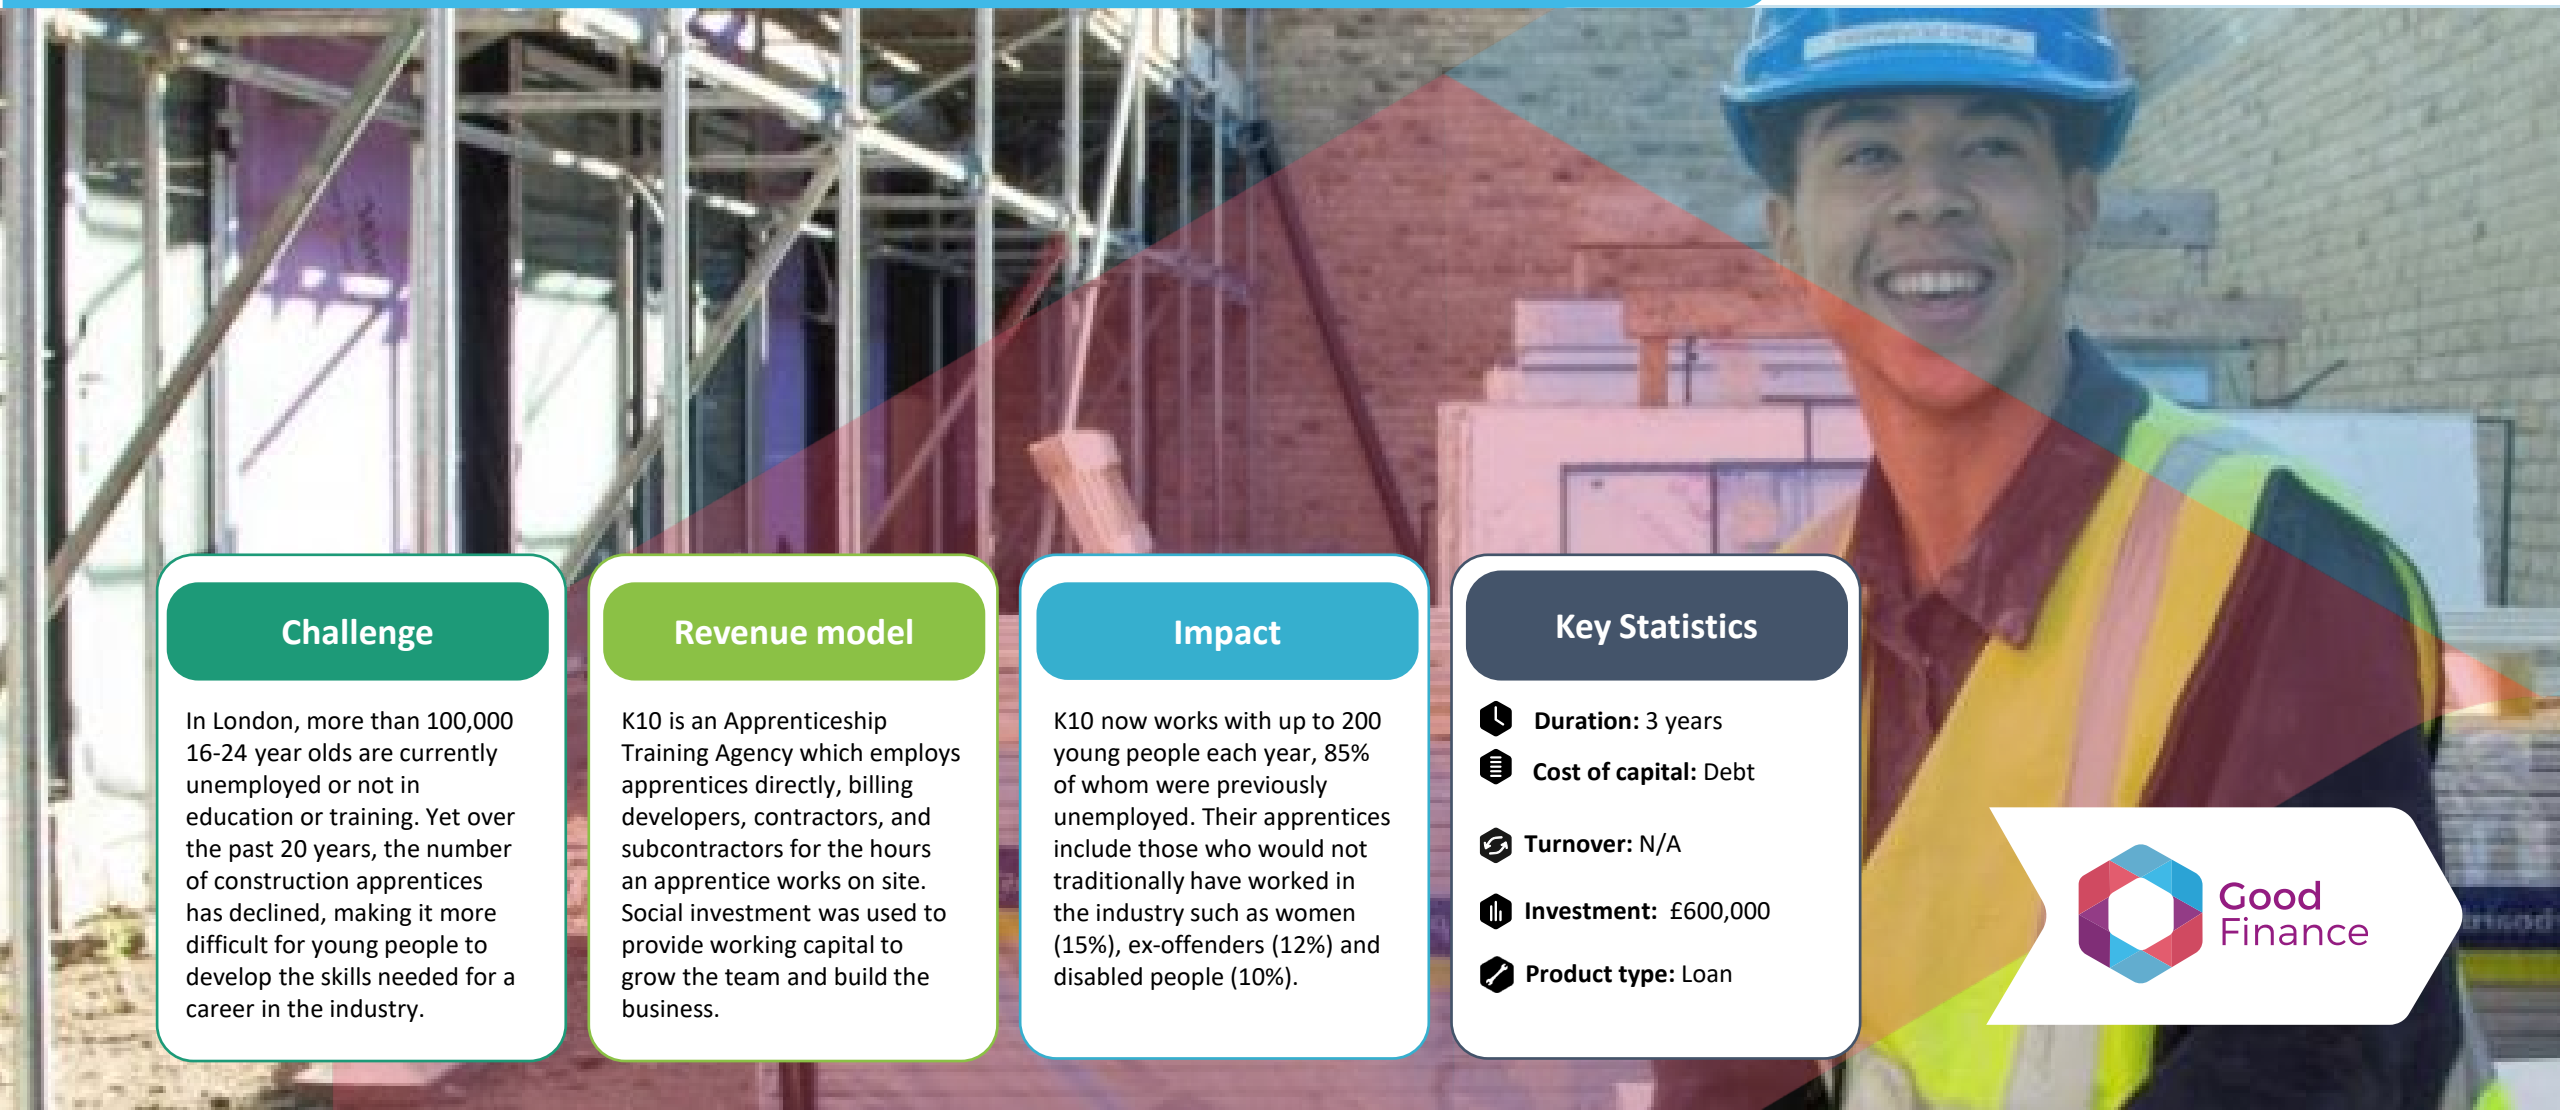 Challenge
In London, more than 100,000
16-24 year olds are currently
unemployed or not in
education or training. Yet over
the past 20 years, the number
of construction apprentices
has declined, making it more
difficult for young people to
develop the skills needed for a
career in the industry.
Revenue model
K10 is an Apprenticeship
Training Agency which employs
apprentices directly, billing
developers, contractors, and
subcontractors for the hours
an apprentice works on site.
Social investment was used to
provide working capital to
grow the team and build the
business.
Impact
K10 now works with up to 200
young people each year, 85%
of whom were previously
unemployed. Their apprentices
include those who would not
traditionally have worked in
the industry such as women
(15%), ex-offenders (12%) and
disabled people (10%).
Key Statistics
Duration: 3 years
Cost of capital: Debt
Turnover: N/A
Investment: £600,000
Product type: Loan
Good
Finance